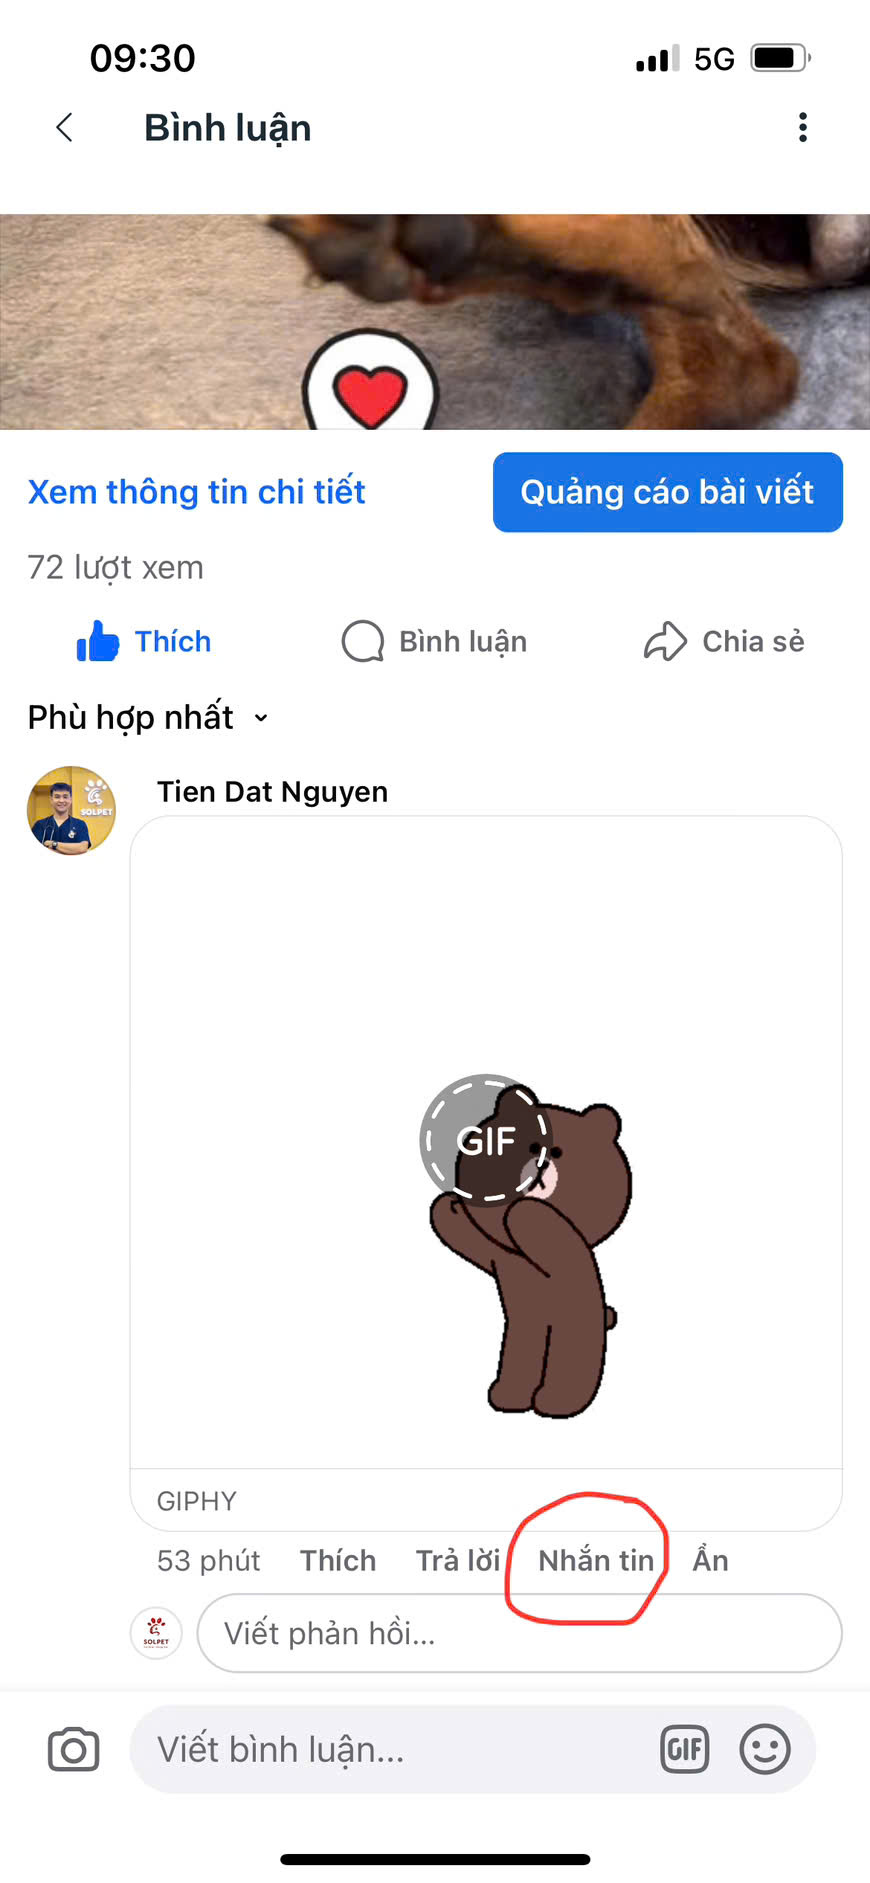 09:30 5G
Bình luận
Xem thông tin chi tiết Quảng cáo bài viết
72 lượt xem
Thích Bình luận Chia sẻ
Phù hợp nhất
Tien Dat Nguyen
SOLPET
GIF
GIPHY
53 phút Thích Trả lời Nhắn tin Ẩn
SOLPET
Viết phản hồi...
Viết bình luận... GIF